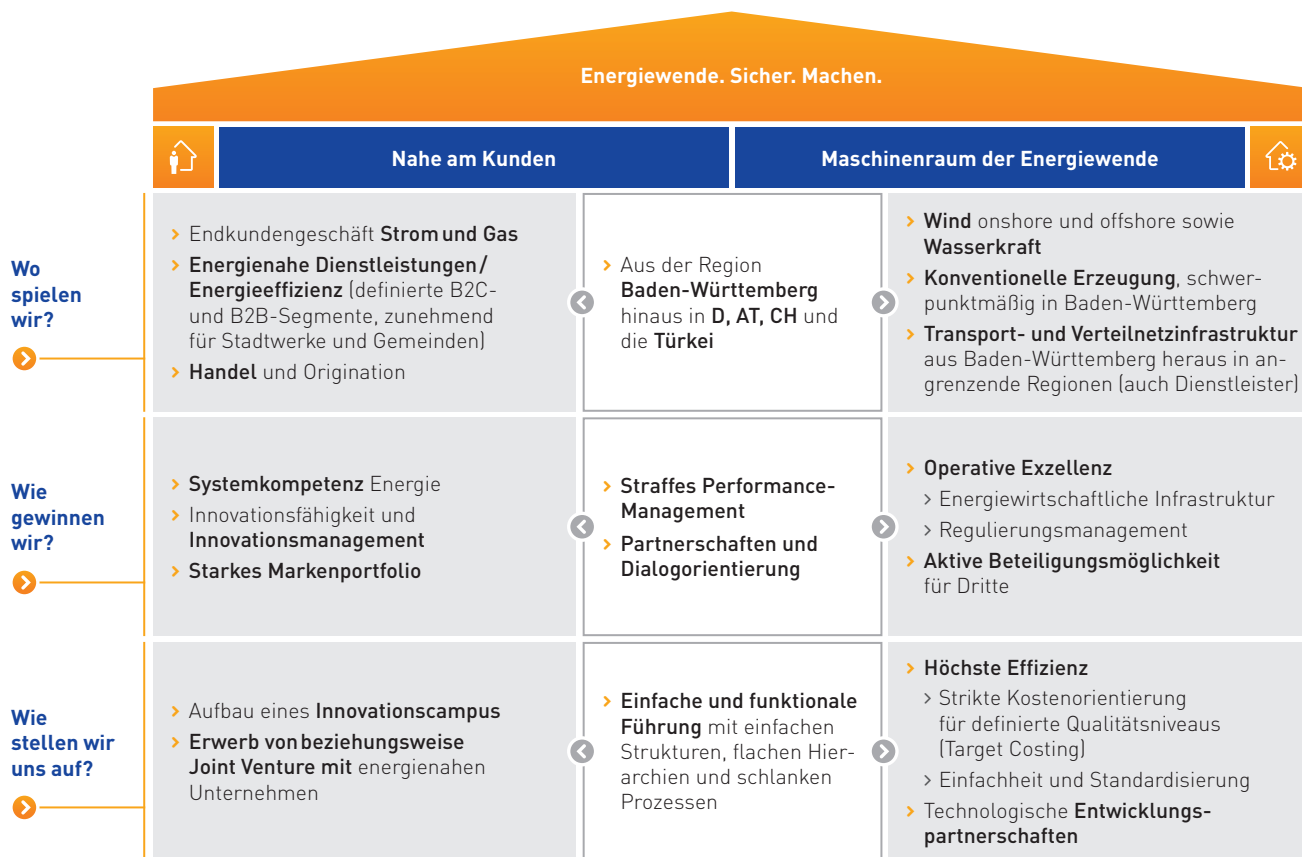 Energiewende. Sicher. Machen.
Nahe am Kunden
Maschinenraum der Energiewende
Wo
spielen
wir?
Endkundengeschäft Strom und Gas
Energienahe Dienstleistungen/
Energieeffizienz (definierte B2C-
und B2B-Segmente, zunehmend
für Stadtwerke und Gemeinden)
Handel und Origination
Aus der Region
Baden-Württemberg
hinaus in D, AT, CH und
die Türkei
Wind onshore und offshore sowie
Wasserkraft
Konventionelle Erzeugung, schwer-
punktmäßig in Baden-Württemberg
Transport- und Verteilnetzinfrastruktur
aus Baden-Württemberg heraus in an-
grenzende Regionen (auch Dienstleister)
Wie
gewinnen
wir?
Systemkompetenz Energie
Innovationsfähigkeit und
Innovationsmanagement
Starkes Markenportfolio
Straffes Performance-
Management
Partnerschaften und
Dialogorientierung
Operative Exzellenz
Energiewirtschaftliche Infrastruktur
Regulierungsmanagement
Aktive Beteiligungsmöglichkeit
für Dritte
Wie
stellen wir
uns auf?
Aufbau eines Innovationscampus
Erwerb von beziehungsweise
Joint Venture mit energienahen
Unternehmen
Einfache und funktionale
Führung mit einfachen
Strukturen, flachen Hier-
archien und schlanken
Prozessen
Höchste Effizienz
Strikte Kostenorientierung
für definierte Qualitätsniveaus
(Target Costing)
Einfachheit und Standardisierung
Technologische Entwicklungs-
partnerschaften